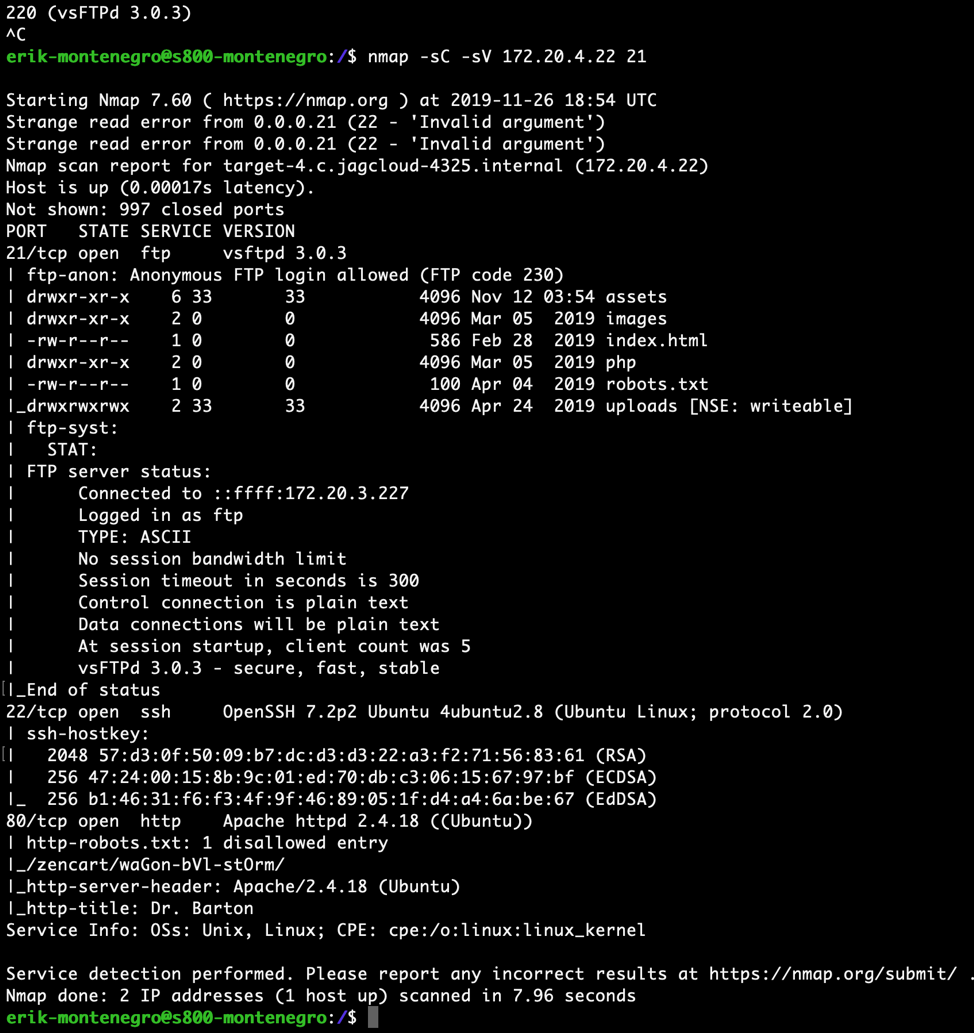 220 (vsFTPd 3.0.3)
^C
erik-montenegro@s800-montenegro:/$ nmap -sC -sV 172.20.4.22 21

Starting Nmap 7.60 ( https://nmap.org ) at 2019-11-26 18:54 UTC
Strange read error from 0.0.0.21 (22 - 'Invalid argument')
Strange read error from 0.0.0.21 (22 - 'Invalid argument')
Nmap scan report for target-4.c.jagcloud-4325.internal (172.20.4.22)
Host is up (0.00017s latency).
Not shown: 997 closed ports
PORT   STATE SERVICE VERSION
21/tcp open  ftp     vsftpd 3.0.3
| ftp-anon: Anonymous FTP login allowed (FTP code 230)
| drwxr-xr-x    6 33       33           4096 Nov 12 03:54 assets
| drwxr-xr-x    2 0        0            4096 Mar 05  2019 images
| -rw-r--r--    1 0        0             586 Feb 28  2019 index.html
| drwxr-xr-x    2 0        0            4096 Mar 05  2019 php
| -rw-r--r--    1 0        0             100 Apr 04  2019 robots.txt
|_drwxrwxrwx    2 33       33           4096 Apr 24  2019 uploads [NSE: writeable]
| ftp-syst:
|   STAT:
| FTP server status:
|      Connected to ::ffff:172.20.3.227
|      Logged in as ftp
|      TYPE: ASCII
|      No session bandwidth limit
|      Session timeout in seconds is 300
|      Control connection is plain text
|      Data connections will be plain text
|      At session startup, client count was 5
|      vsFTPd 3.0.3 - secure, fast, stable
|_End of status
22/tcp open  ssh     OpenSSH 7.2p2 Ubuntu 4ubuntu2.8 (Ubuntu Linux; protocol 2.0)
| ssh-hostkey:
|   2048 57:d3:0f:50:09:b7:dc:d3:d3:22:a3:f2:71:56:83:61 (RSA)
|   256 47:24:00:15:8b:9c:01:ed:70:db:c3:06:15:67:97:bf (ECDSA)
|_  256 b1:46:31:f6:f3:4f:9f:46:89:05:1f:d4:a4:6a:be:67 (EdDSA)
80/tcp open  http    Apache httpd 2.4.18 ((Ubuntu))
| http-robots.txt: 1 disallowed entry
|_/zencart/waGon-bVl-stOrm/
|_http-server-header: Apache/2.4.18 (Ubuntu)
|_http-title: Dr. Barton
Service Info: OSs: Unix, Linux; CPE: cpe:/o:linux:linux_kernel

Service detection performed. Please report any incorrect results at https://nmap.org/submit/ .
Nmap done: 2 IP addresses (1 host up) scanned in 7.96 seconds
erik-montenegro@s800-montenegro:/$